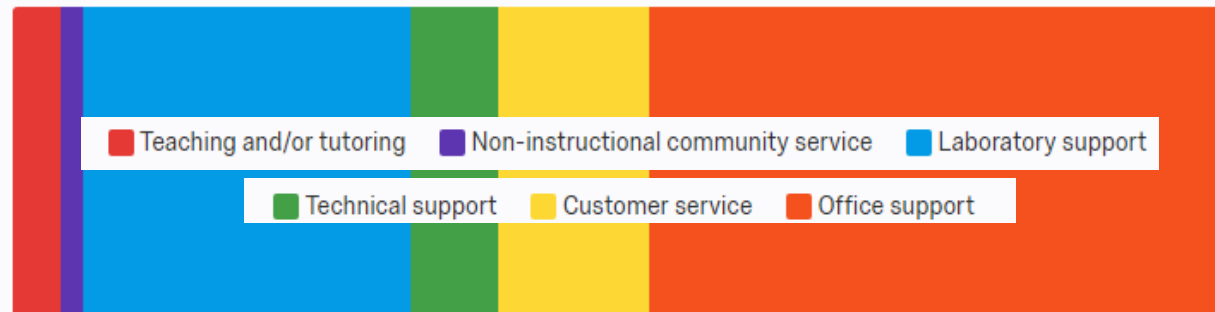 Teaching and/or tutoring Non-instructional community service Laboratory support
Technical support Customer service Office support